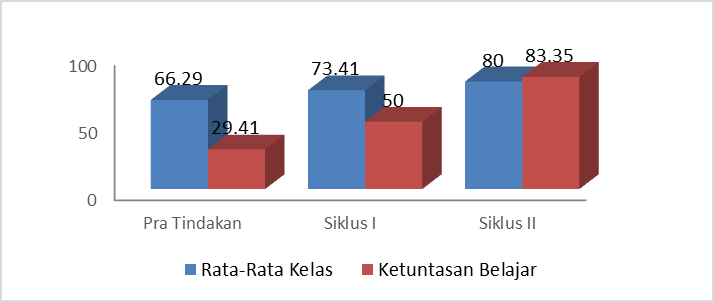 100
50
0
66.29
29.41
73.41
50
80
83.35
Pra Tindakan
Siklus I
Siklus II
Rata-Rata Kelas
Ketuntasan Belajar